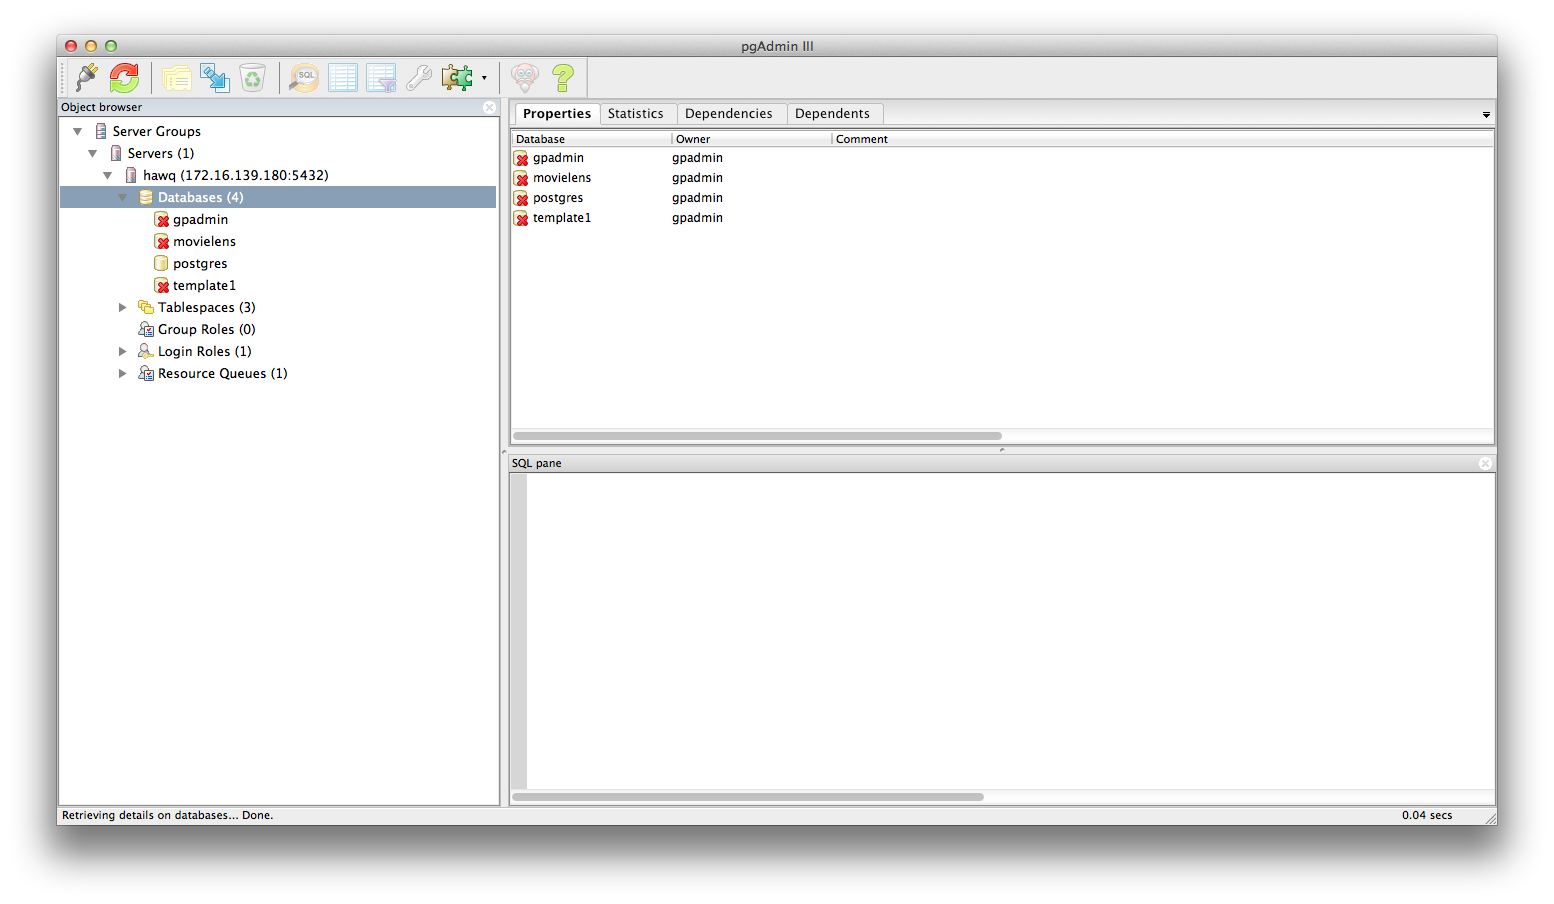 pgAdmin III
SQL
Object browser
Server Groups
Servers (1)
hawq (172.16.139.180:5432)
Databases (4)
gpadmin
movielens
postgres
template1
Tablespaces (3)
Group Roles (0)
Login Roles (1)
Resource Queues (1)
Properties Statistics Dependencies Dependents
Database Owner Comment
gpadmin gpadmin
movielens gpadmin
postgres gpadmin
template1 gpadmin
SQL pane
Retrieving details on databases... Done. 0.04 secs